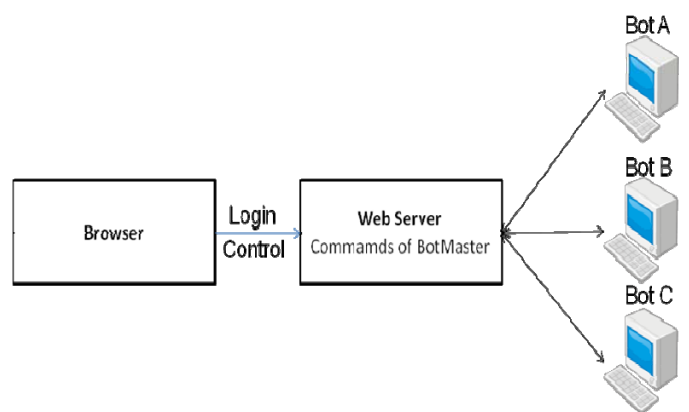 Bot A
Browser
Login
Control
Web Server
Commamds of BotMaster
Bot B
Bot C